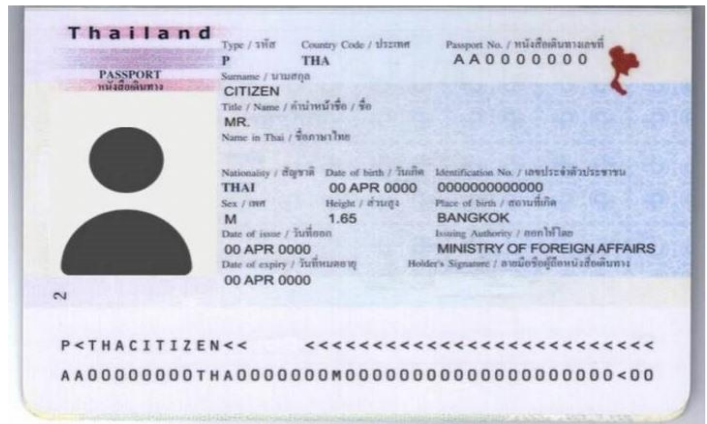 Thailand
Type / รหัส Country Code / ประเทศ Passport No. / หนังสือเดินทางเลขที่
P THA AA0000000
PASSPORT
หนังสือเดินทาง
Surname / นามสกุล
CITIZEN
Title / Name / คำนำหน้าชื่อ / ชื่อ
MR.
Name in Thai / ชื่อภาษาไทย
Nationality / สัญชาติ Date of birth / วันเกิด Identification No. / เลขประจำตัวประชาชน
THAI 00 APR 0000 0000000000000
Sex / เพศ Height / ส่วนสูง Place of birth / สถานที่เกิด
M 1.65 BANGKOK
Date of issue / วันที่ออก Issuing Authority / ออกให้โดย
00 APR 0000 MINISTRY OF FOREIGN AFFAIRS
Date of expiry / วันที่หมดอายุ Holder's Signature / ลายมือชื่อผู้ถือหนังสือเดินทาง
00 APR 0000
2
P<THACITIZEN<< <<<<<<<<<<<<<<<<<<<<<<<<<<
AA00000000THA0000000M00000000000000000000000<00